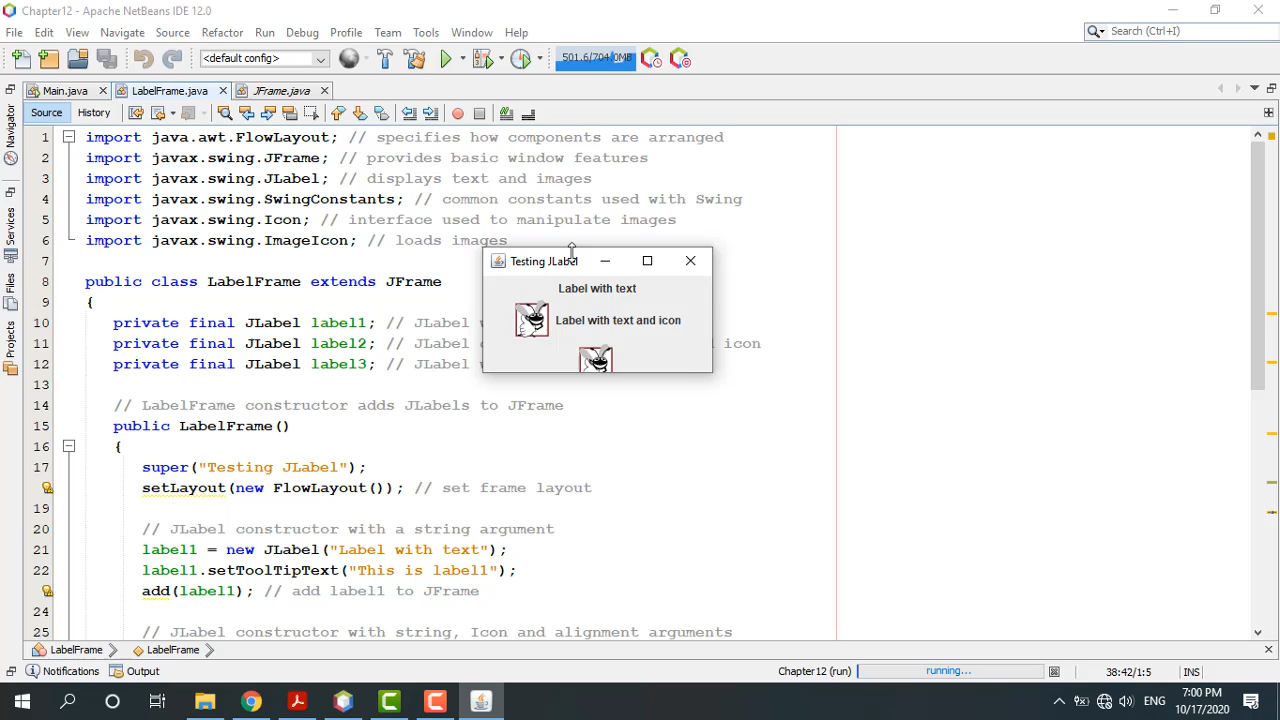 Chapter12 - Apache NetBeans IDE 12.0
File Edit View Navigate Source Refactor Run Debug Profile Team Tools Window Help
Search (Ctrl+I)
<default config>
501.6/704.0MB
Main.java LabelFrame.java JFrame.java
Source History
Navigator
Services
Files
Projects
1 import java.awt.FlowLayout; // specifies how components are arranged
2 import javax.swing.JFrame; // provides basic window features
3 import javax.swing.JLabel; // displays text and images
4 import javax.swing.SwingConstants; // common constants used with Swing
5 import javax.swing.Icon; // interface used to manipulate images
6 import javax.swing.ImageIcon; // loads images
7
8 public class LabelFrame extends JFrame
9 {
10 private final JLabel label1; // JLabel
11 private final JLabel label2; // JLabel icon
12 private final JLabel label3; // JLabel
13
14 // LabelFrame constructor adds JLabels to JFrame
15 public LabelFrame()
16 {
17 super("Testing JLabel");
setLayout(new FlowLayout()); // set frame layout
19
20 // JLabel constructor with a string argument
21 label1 = new JLabel("Label with text");
22 label1.setToolTipText("This is label1");
add(label1); // add label1 to JFrame
24
25 // JLabel constructor with string, Icon and alignment arguments
Testing JLabel
Label with text
Label with text and icon
LabelFrame LabelFrame
Notifications Output Chapter12 (run) running... 38:42/1:5 INS
ENG
7:00 PM
10/17/2020